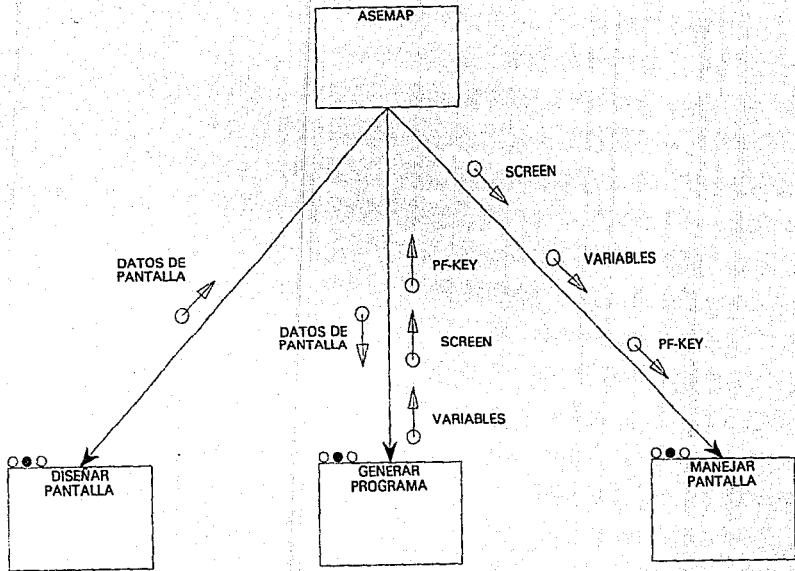 ASEMAP
SCREEN
DATOS DE
PANTALLA
VARIABLES
PF-KEY
DATOS DE
PANTALLA
SCREEN
PF-KEY
VARIABLES
DISEÑAR
PANTALLA
GENERAR
PROGRAMA
MANEJAR
PANTALLA